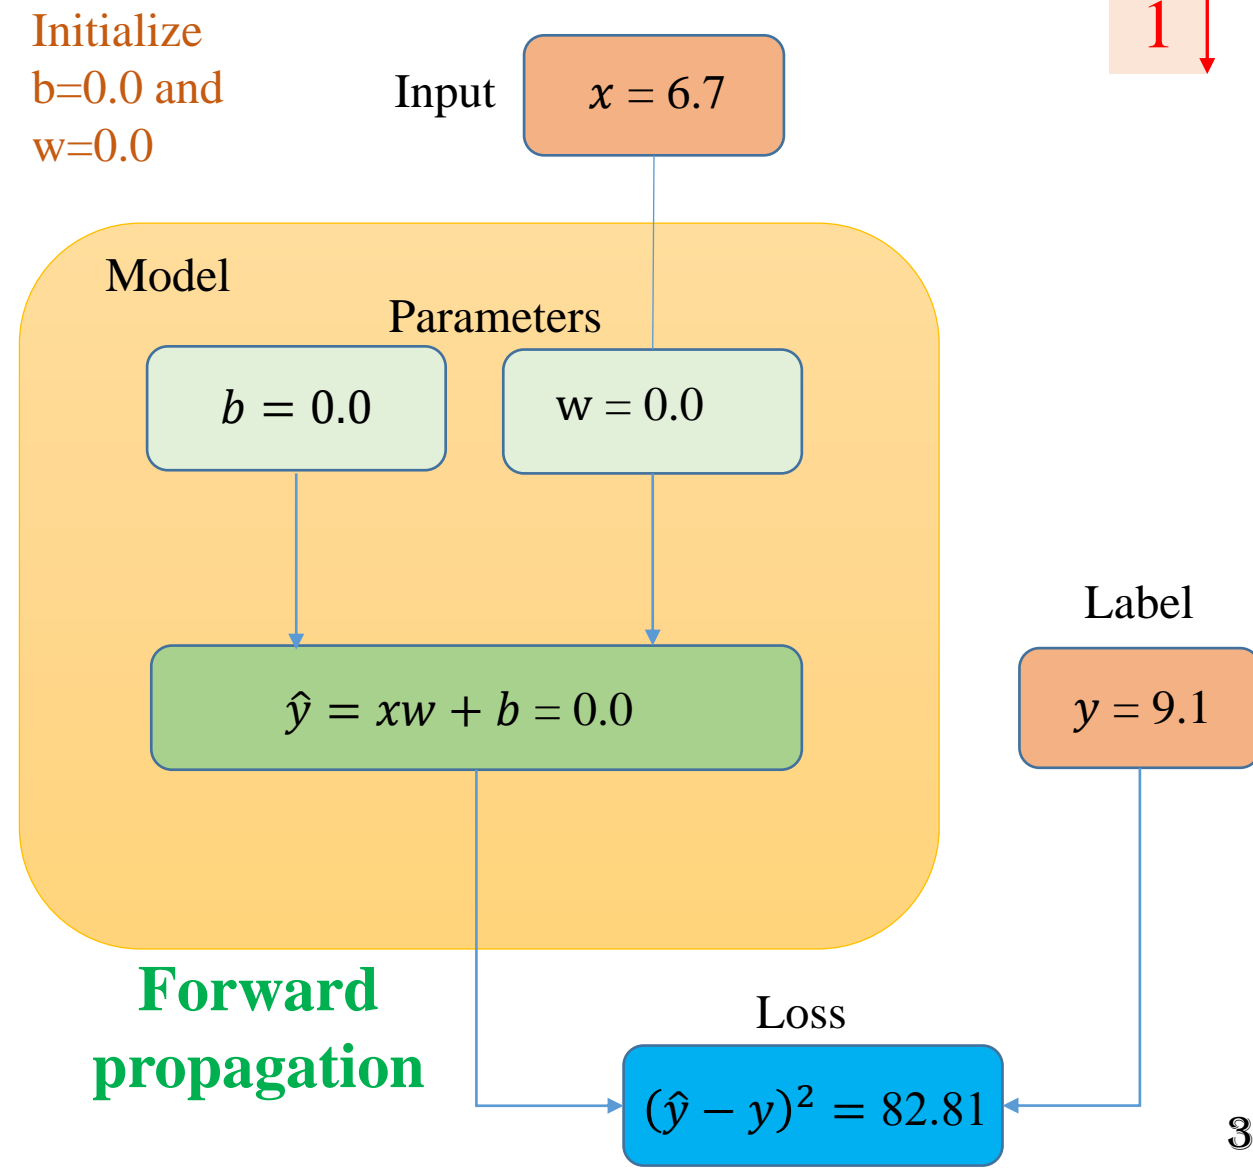 Initialize
b=0.0 and
w=0.0
1
Input
x = 6.7
Model
Parameters
b = 0.0
w = 0.0
ŷ = xw + b = 0.0
Label
y = 9.1
Forward
propagation
Loss
(ŷ − y)² = 82.81
3